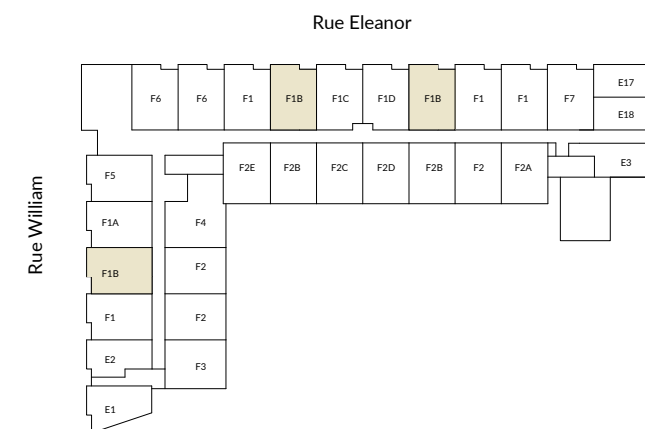 Rue Eleanor
F6 F6 F1 F1B F1C F1D F1B F1 F1 F7 E17
E18
F2E F2B F2C F2D F2B F2 F2A E3
F5
Rue William
F1A F4
F1B F2
F1 F2
E2 F3
E1